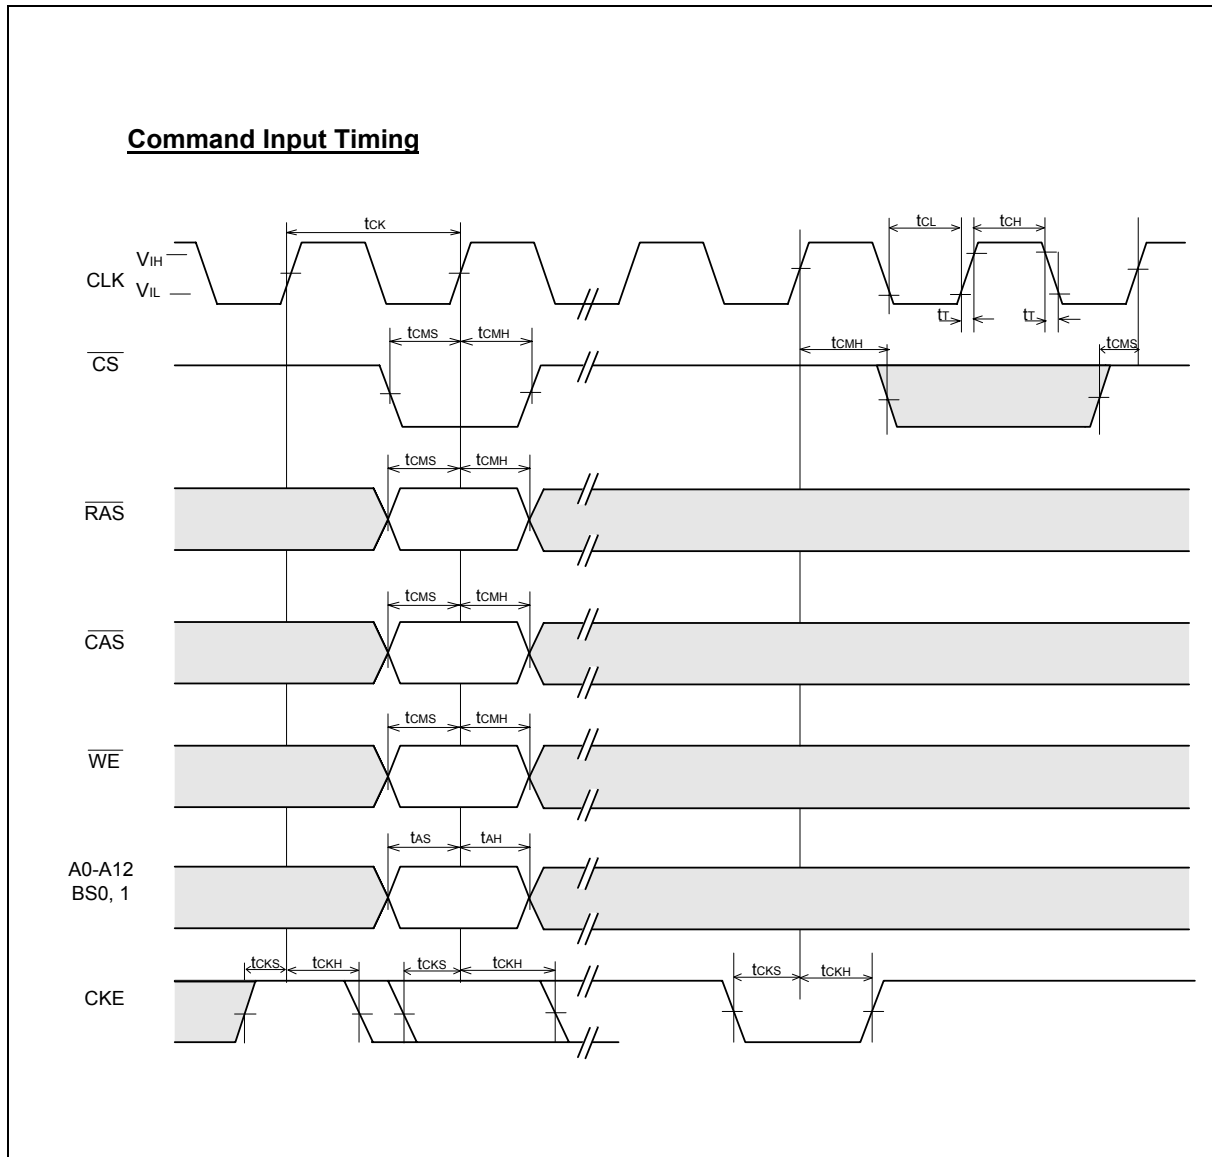 Command Input Timing
tCK
tCL
tCH
VIH
CLK
VIL
tT
tT
tCMS
tCMH
tCMH
tCMS
CS
tCMS
tCMH
RAS
tCMS
tCMH
CAS
tCMS
tCMH
WE
tAS
tAH
A0-A12
BS0, 1
tCKS
tCKH
tCKS
tCKH
tCKS
tCKH
CKE